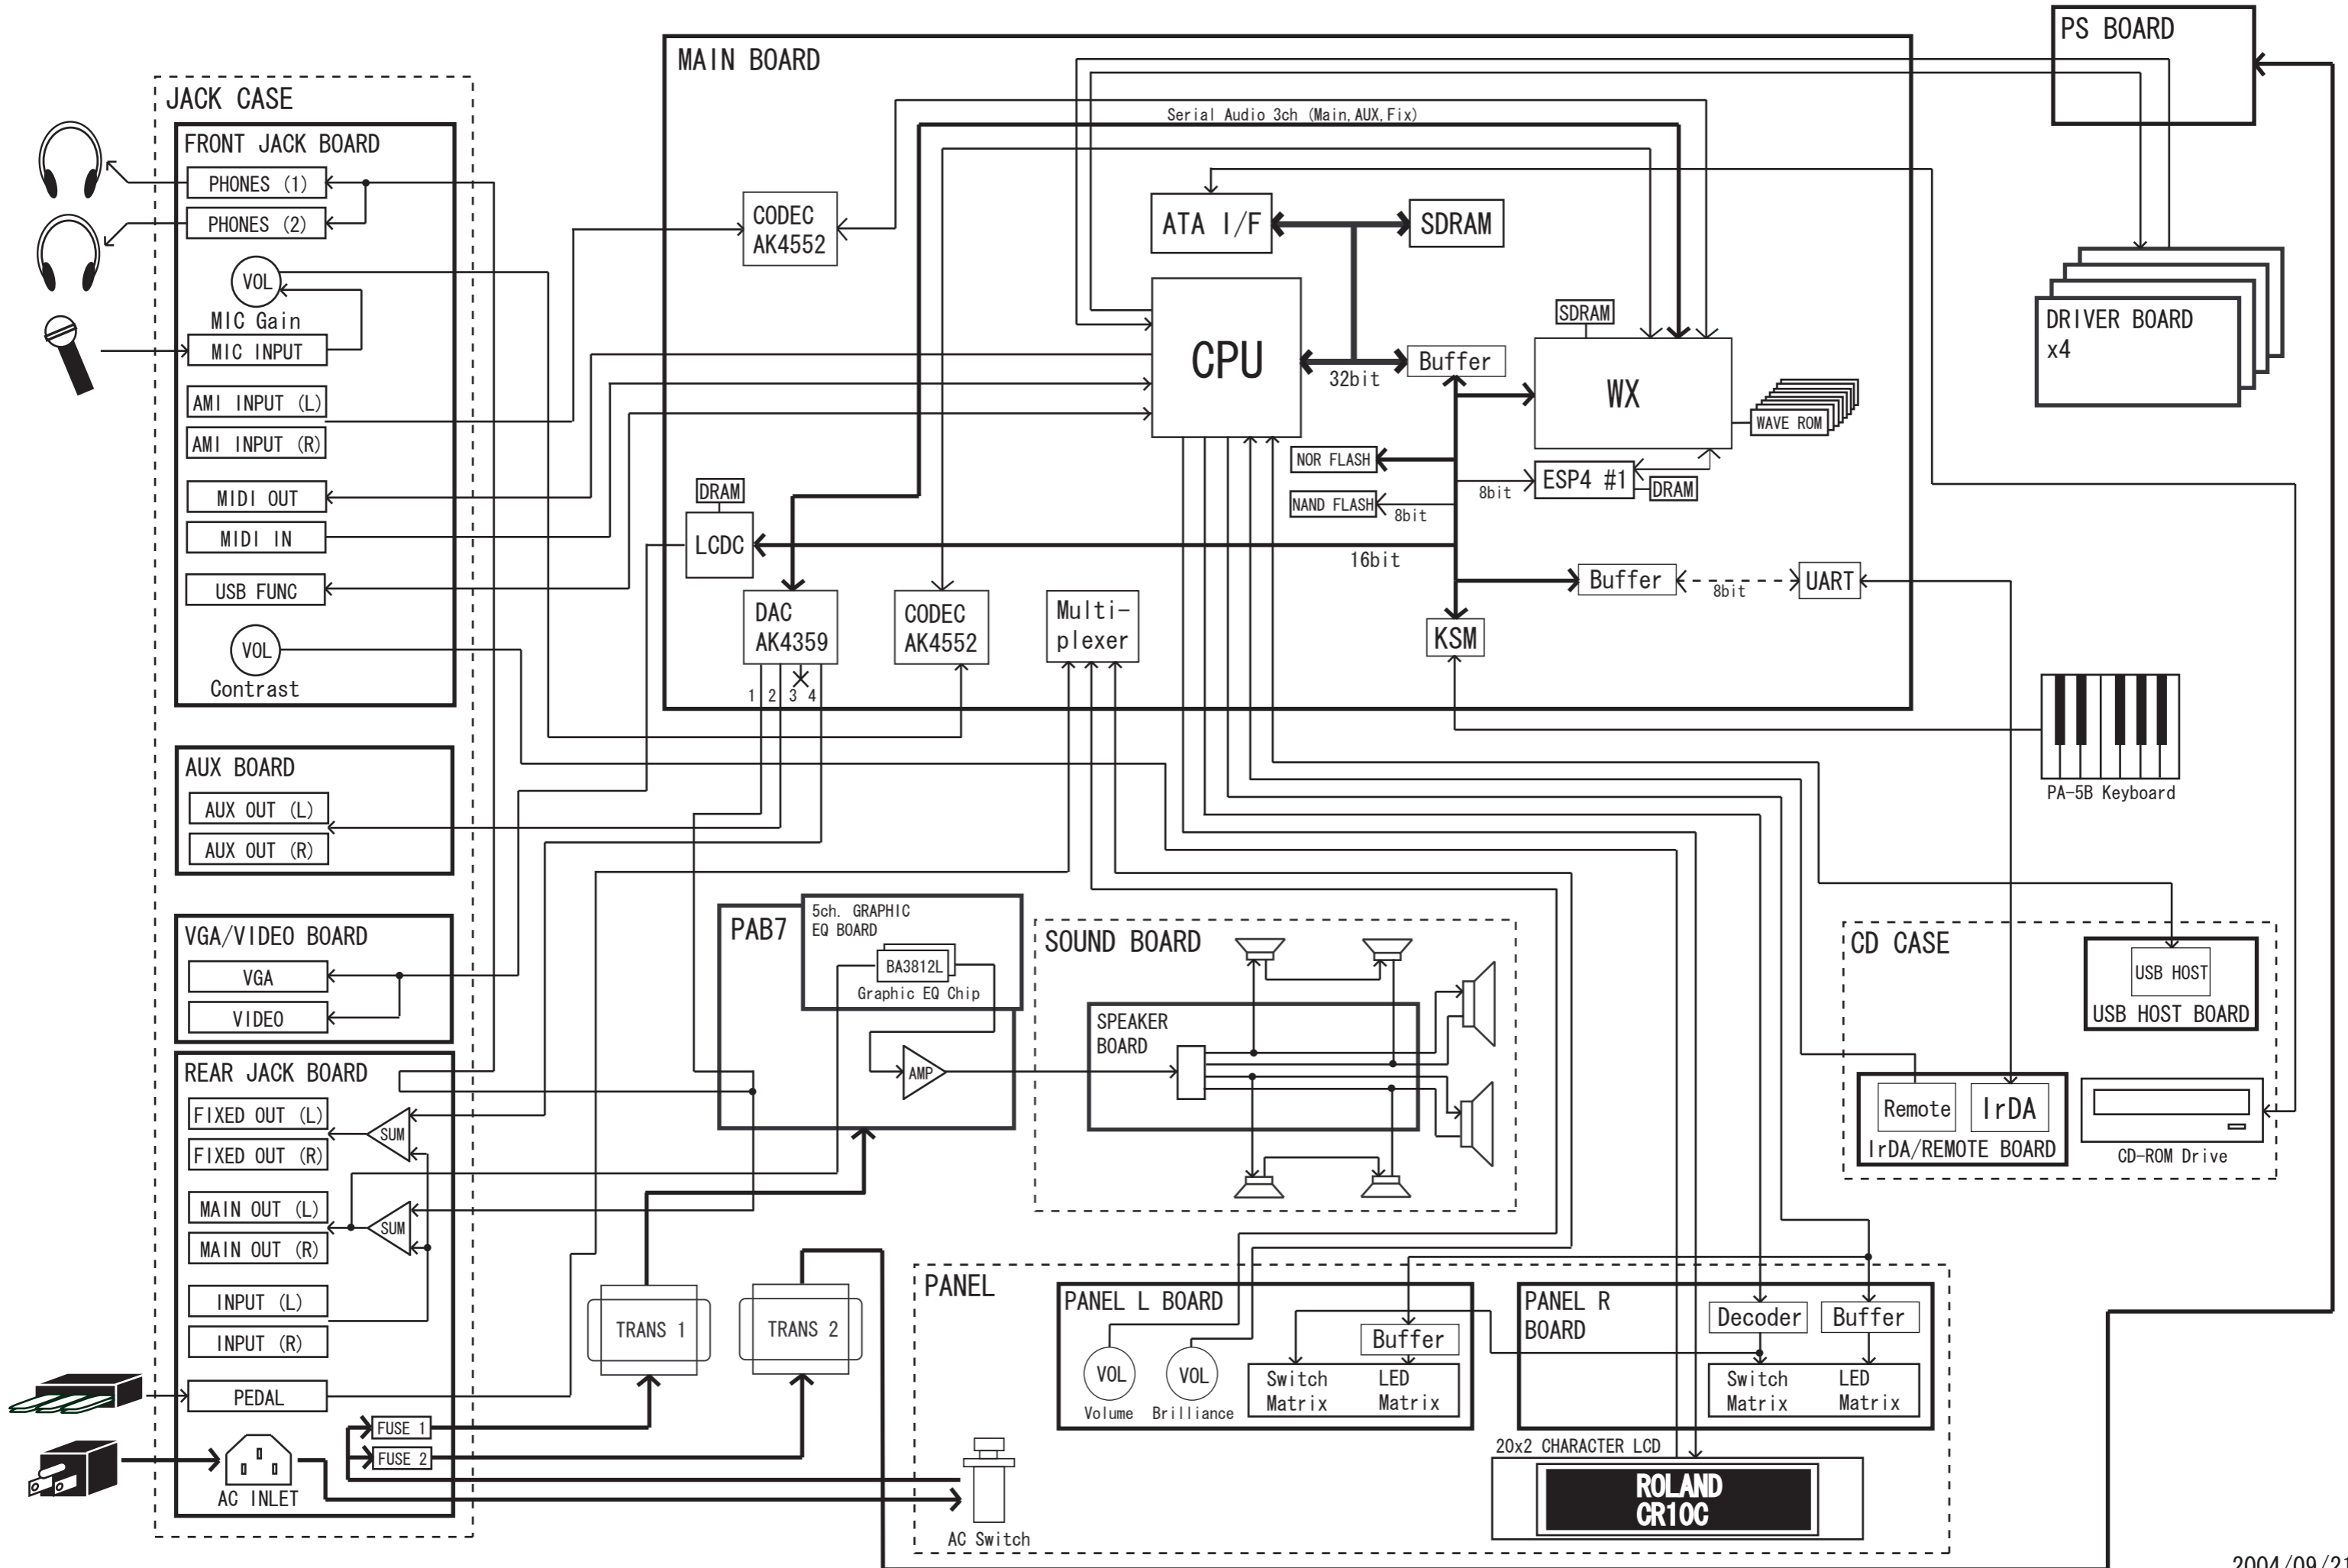 PS BOARD
MAIN BOARD
JACK CASE
Serial Audio 3ch (Main,AUX,Fix)
FRONT JACK BOARD
PHONES (1)
PHONES (2)
VOL
MIC Gain
MIC INPUT
AMI INPUT (L)
AMI INPUT (R)
MIDI OUT
MIDI IN
USB FUNC
VOL
Contrast
CODEC
AK4552
ATA I/F
SDRAM
CPU
32bit
Buffer
SDRAM
WX
WAVE ROM
DRIVER BOARD
x4
NOR FLASH
NAND FLASH
8bit
8bit
ESP4 #1
DRAM
DRAM
LCDC
16bit
Buffer
8bit
UART
DAC
AK4359
1
2
3
4
CODEC
AK4552
Multi-
plexer
KSM
PA-5B Keyboard
AUX BOARD
AUX OUT (L)
AUX OUT (R)
VGA/VIDEO BOARD
VGA
VIDEO
REAR JACK BOARD
FIXED OUT (L)
FIXED OUT (R)
SUM
MAIN OUT (L)
MAIN OUT (R)
SUM
INPUT (L)
INPUT (R)
PEDAL
FUSE 1
FUSE 2
AC INLET
PAB7
5ch. GRAPHIC
EQ BOARD
BA3812L
Graphic EQ Chip
AMP
SOUND BOARD
SPEAKER
BOARD
CD CASE
USB HOST
USB HOST BOARD
Remote
IrDA
IrDA/REMOTE BOARD
CD-ROM Drive
TRANS 1
TRANS 2
PANEL
PANEL L BOARD
VOL
Volume
VOL
Brilliance
Buffer
Switch
Matrix
LED
Matrix
PANEL R
BOARD
Decoder
Buffer
Switch
Matrix
LED
Matrix
AC Switch
20x2 CHARACTER LCD
ROLAND
CR10C
2004/09/21